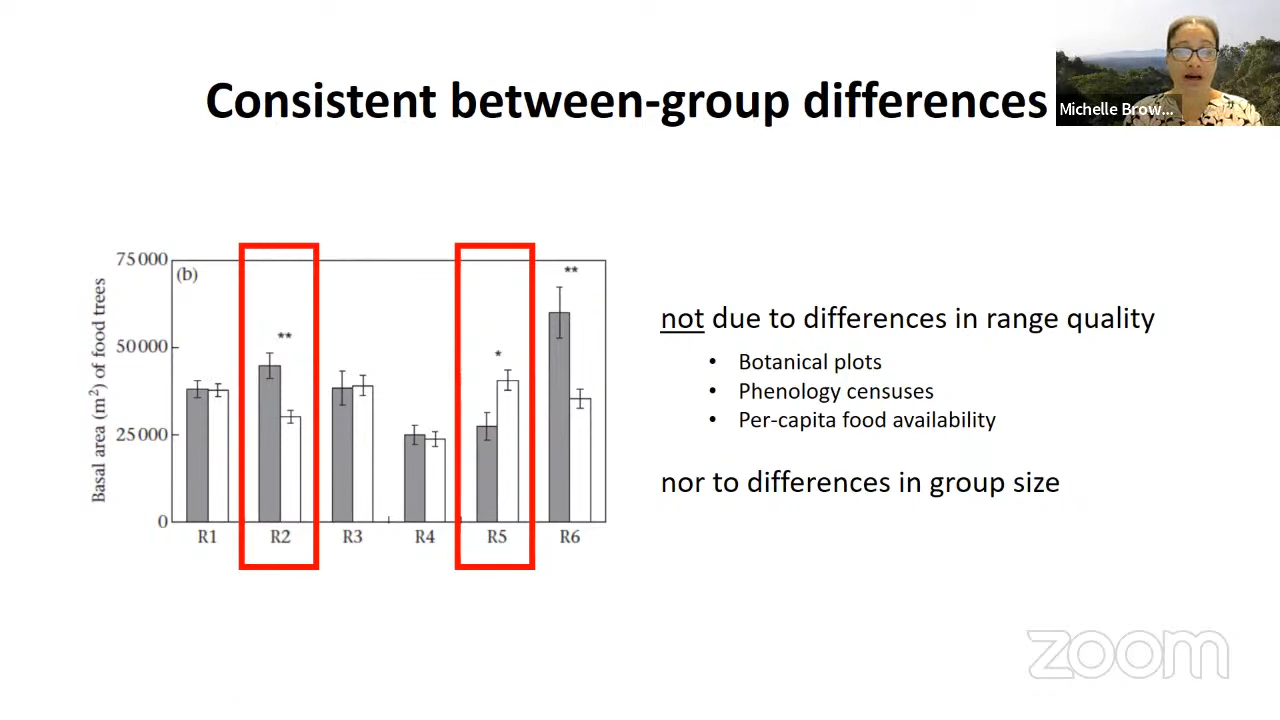 Consistent between-group differences
Michelle Brow...
75 000
(b)
**
**
50 000
*
25 000
0
Basal area (m²) of food trees
R1 R2 R3 R4 R5 R6
not due to differences in range quality
• Botanical plots
• Phenology censuses
• Per-capita food availability
nor to differences in group size
zoom